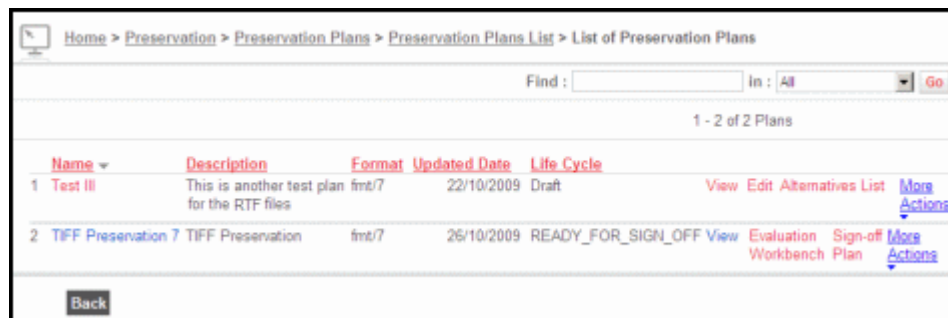 Home > Preservation > Preservation Plans > Preservation Plans List > List of Preservation Plans
Find : in : All Go
1 - 2 of 2 Plans
Name Description Format Updated Date Life Cycle
1 Test III This is another test plan fmt/7 22/10/2009 Draft View Edit Alternatives List More
for the RTF files Actions
2 TIFF Preservation 7 TIFF Preservation fmt/7 26/10/2009 READY_FOR_SIGN_OFF View Evaluation Sign-off More
Workbench Plan Actions
Back